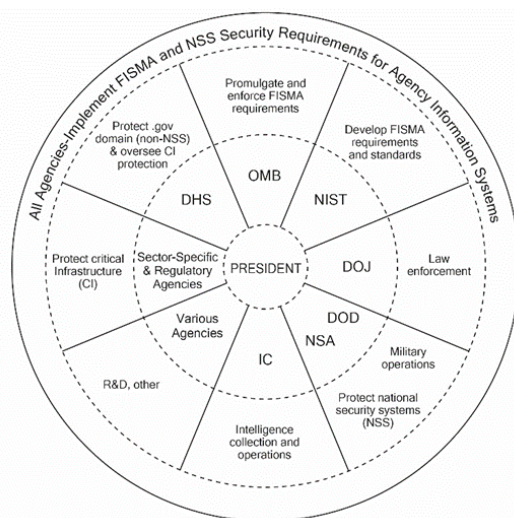 All Agencies-Implement FISMA and NSS Security Requirements for Agency Information Systems
Promulgate and
enforce FISMA
requirements
OMB
Develop FISMA
requirements
and standards
NIST
Law
enforcement
DOJ
Military
operations
DOD
NSA
Protect national
security systems
(NSS)
Intelligence
collection and
operations
IC
R&D, other
Various
Agencies
Protect critical
Infrastructure
(CI)
Sector-Specific
& Regulatory
Agencies
Protect .gov
domain (non-NSS)
& oversee CI
protection
DHS
PRESIDENT